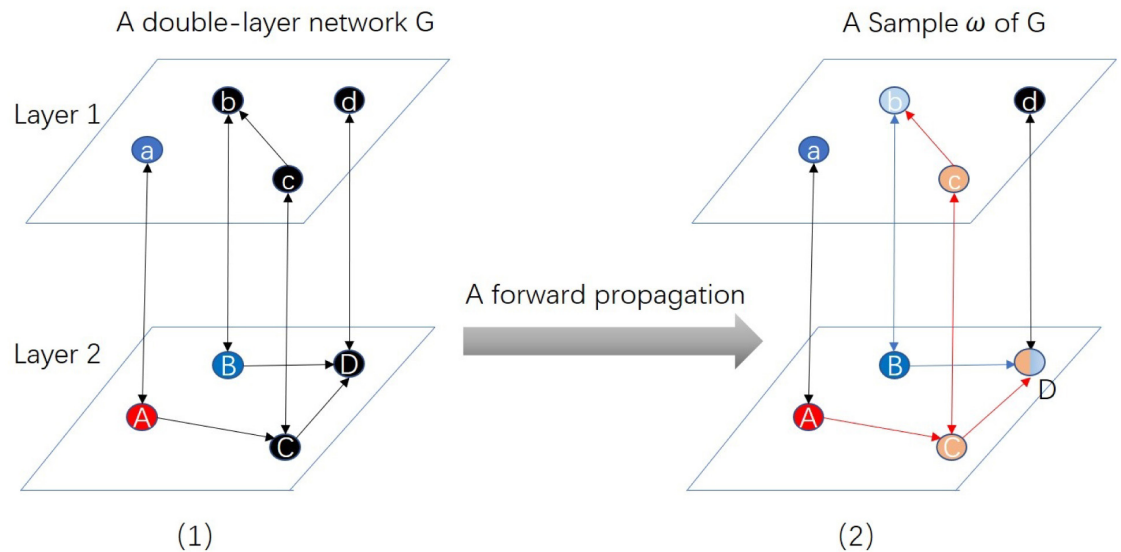 A double-layer network G
A Sample ω of G
Layer 1
b
d
a
c
b
d
a
c
A forward propagation
Layer 2
B
D
A
C
B
D
A
C
(1)
(2)